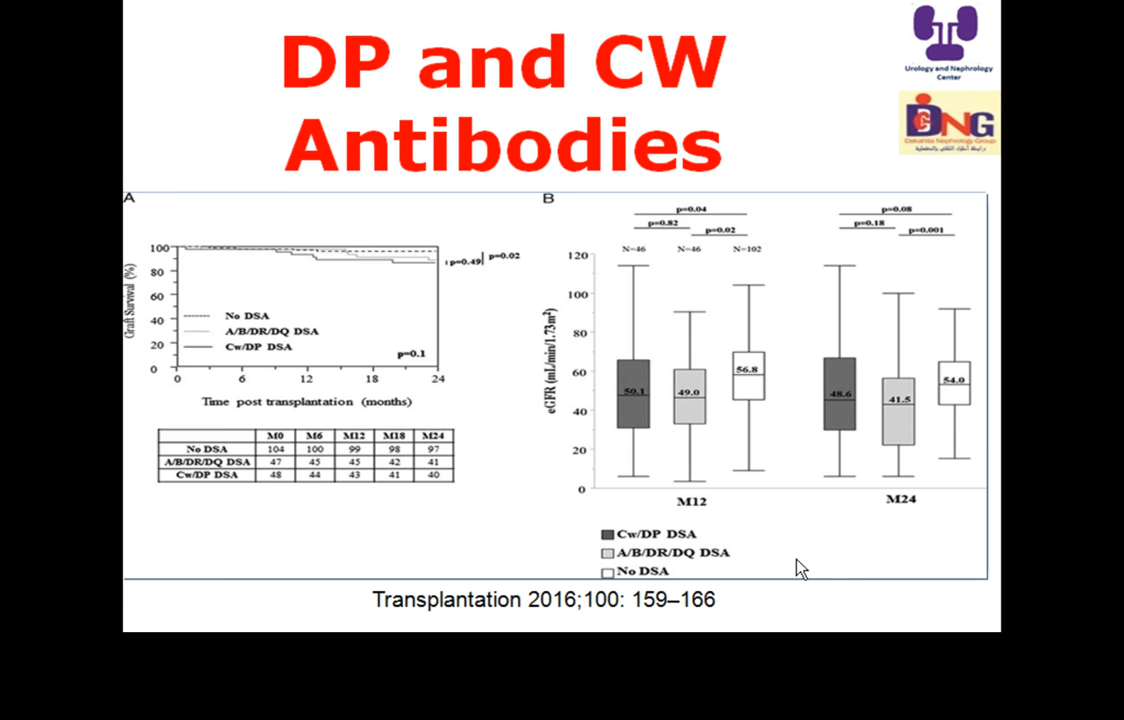 DP and CW
Antibodies
Urology and Nephrology
Center
DNG
Dakahlia Nephrology Group
A
Graft Survival (%)
100
80
60
40
20
0
No DSA
A/B/DR/DQ DSA
Cw/DP DSA
p=0.1
p=0.49
p=0.02
0 6 12 18 24
Time post transplantation (months)
M0 M6 M12 M18 M24
No DSA 104 100 99 98 97
A/B/DR/DQ DSA 47 45 45 42 41
Cw/DP DSA 48 44 43 41 40
B
p=0.04
p=0.82
p=0.02
p=0.08
p=0.18
p=0.001
N=46 N=46 N=102
eGFR (mL/min/1.73m²)
120
100
80
60
40
20
0
50.1 49.0 56.8
48.6 41.5 54.0
M12 M24
Cw/DP DSA
A/B/DR/DQ DSA
No DSA
Transplantation 2016;100: 159–166